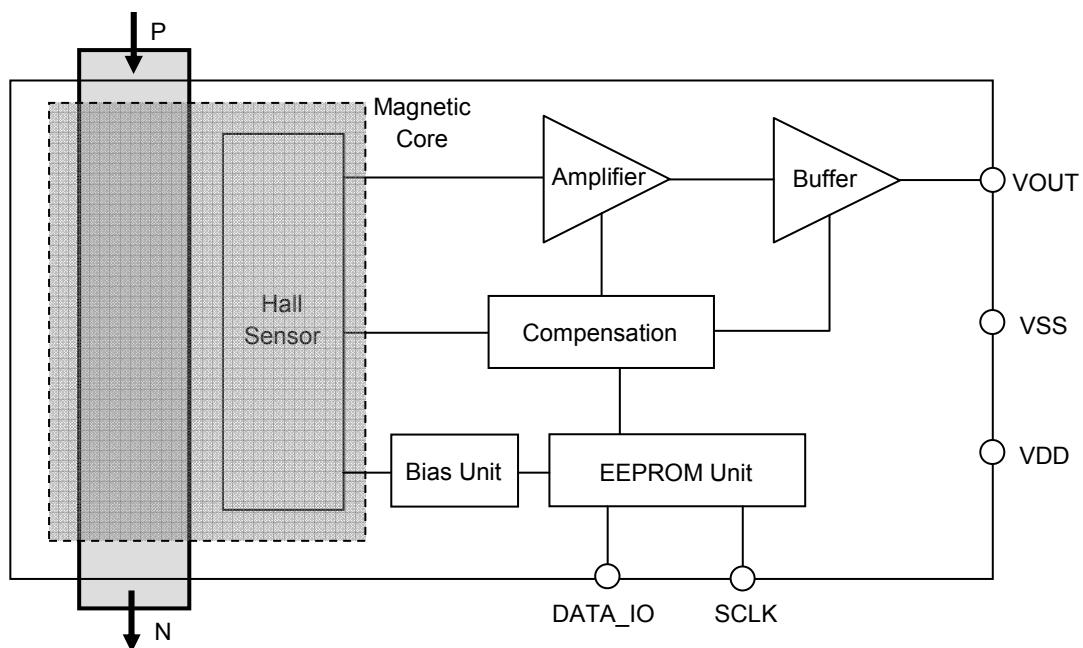 P
Magnetic
Core
Amplifier
Buffer
VOUT
Hall
Sensor
Compensation
VSS
Bias Unit
EEPROM Unit
VDD
DATA_IO
SCLK
N